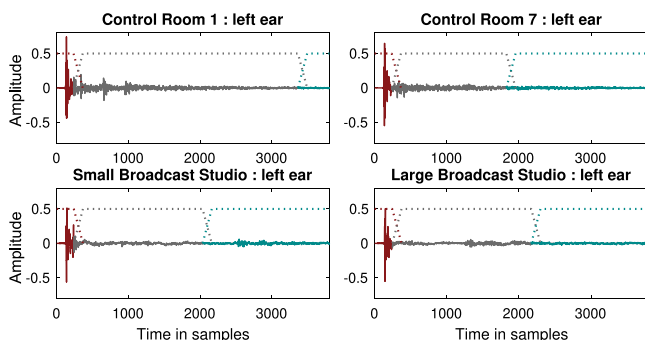 Control Room 1 : left ear
Control Room 7 : left ear
Amplitude
0.5
0
-0.5
0 1000 2000 3000
0.5
0
-0.5
0 1000 2000 3000
Small Broadcast Studio : left ear
Large Broadcast Studio : left ear
Amplitude
0.5
0
-0.5
0 1000 2000 3000
0.5
0
-0.5
0 1000 2000 3000
Time in samples
Time in samples